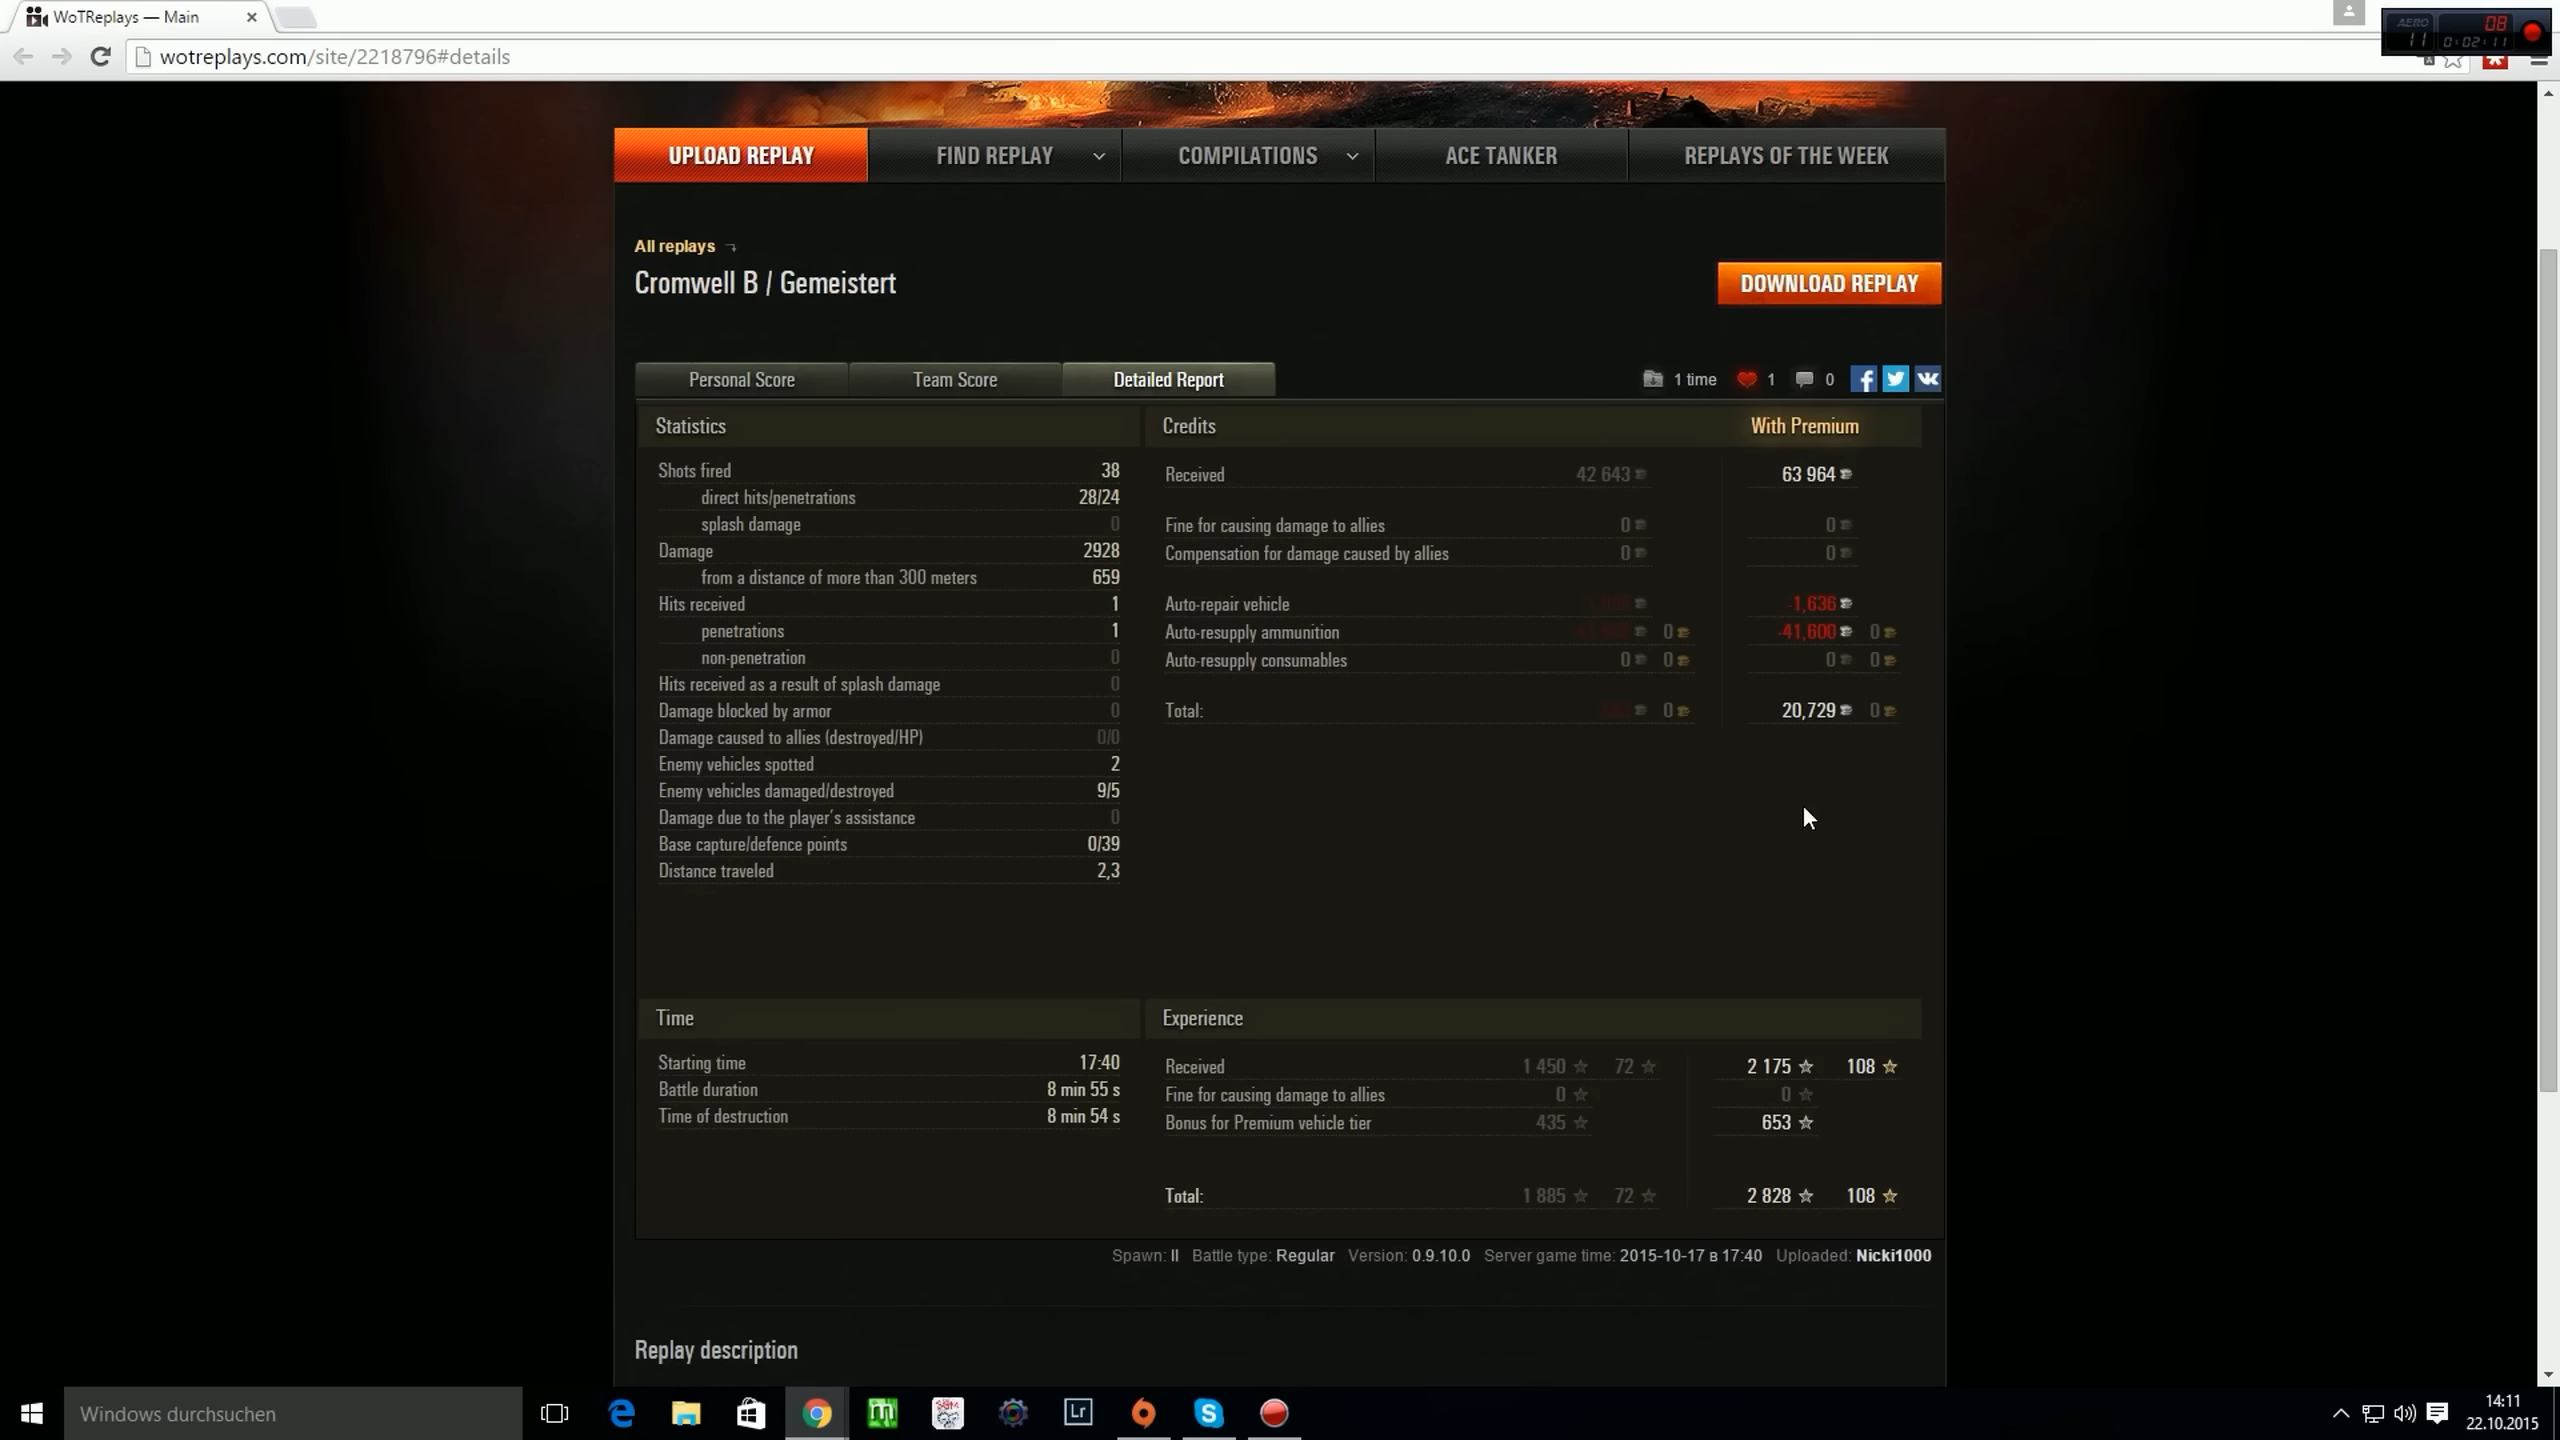 WoTReplays — Main
wotreplays.com/site/2218796#details
AERO
08
11
0:02:11
UPLOAD REPLAY
FIND REPLAY
COMPILATIONS
ACE TANKER
REPLAYS OF THE WEEK
All replays
Cromwell B / Gemeistert
DOWNLOAD REPLAY
Personal Score
Team Score
Detailed Report
1 time
1
0
Statistics
Shots fired 38
direct hits/penetrations 28/24
splash damage 0
Damage 2928
from a distance of more than 300 meters 659
Hits received 1
penetrations 1
non-penetration 0
Hits received as a result of splash damage 0
Damage blocked by armor 0
Damage caused to allies (destroyed/HP) 0/0
Enemy vehicles spotted 2
Enemy vehicles damaged/destroyed 9/5
Damage due to the player's assistance 0
Base capture/defence points 0/39
Distance traveled 2,3
Credits With Premium
Received 42 643 63 964
Fine for causing damage to allies 0 0
Compensation for damage caused by allies 0 0
Auto-repair vehicle -1,636
Auto-resupply ammunition 0 -41,600 0
Auto-resupply consumables 0 0 0 0
Total: 0 20,729 0
Time
Starting time 17:40
Battle duration 8 min 55 s
Time of destruction 8 min 54 s
Experience
Received 1 450 72 2 175 108
Fine for causing damage to allies 0 0
Bonus for Premium vehicle tier 435 653
Total: 1 885 72 2 828 108
Spawn: II Battle type: Regular Version: 0.9.10.0 Server game time: 2015-10-17 в 17:40 Uploaded: Nicki1000
Replay description
Windows durchsuchen
Lr
14:11
22.10.2015